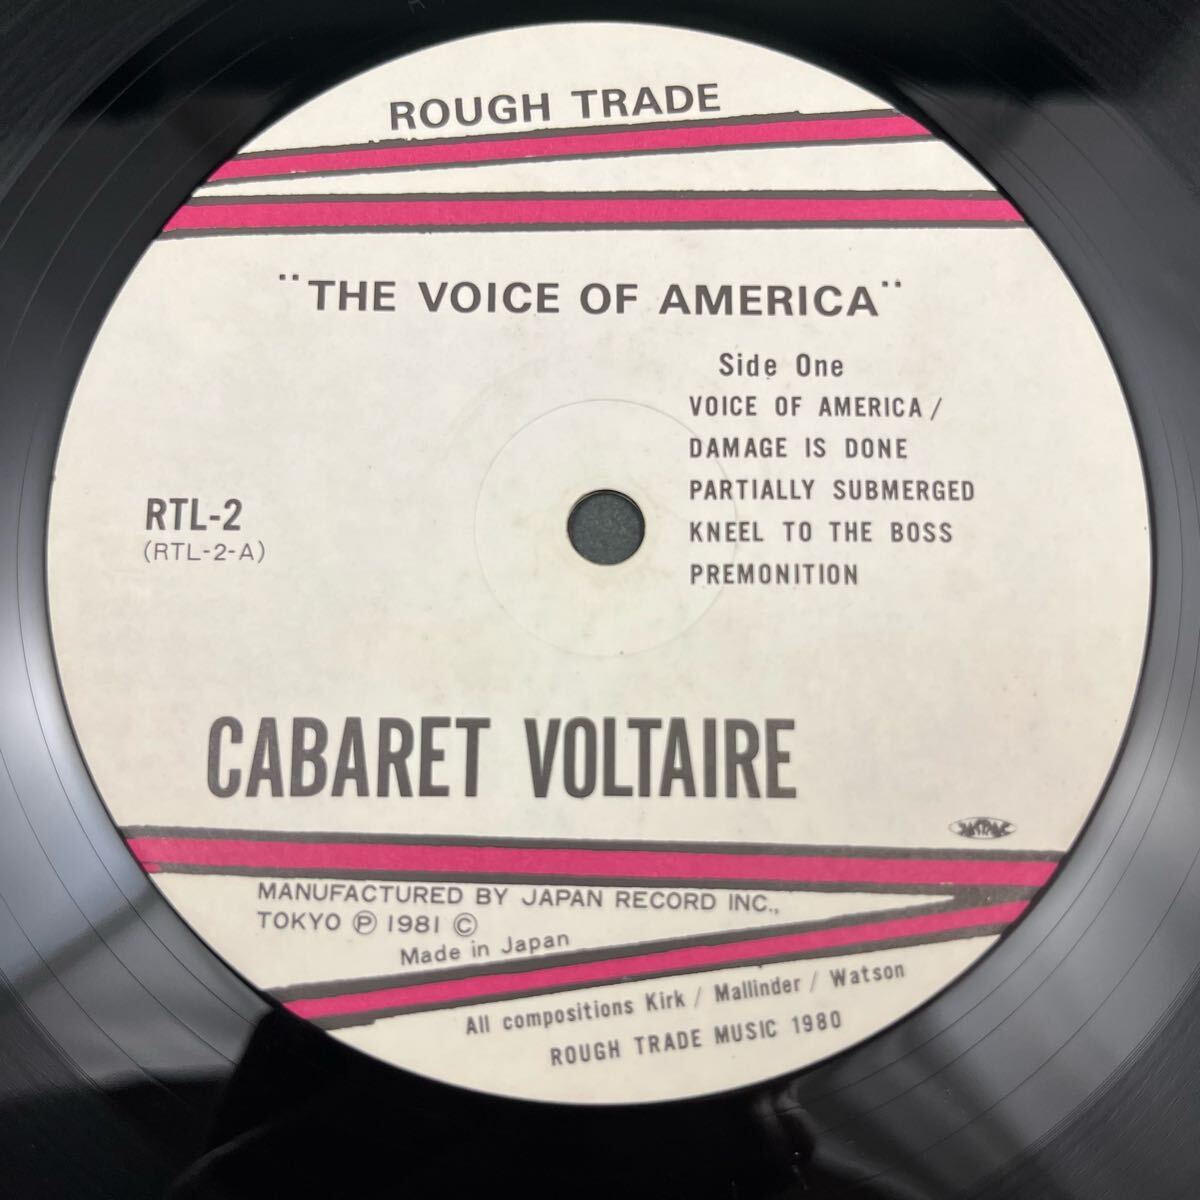 ROUGH TRADE
"THE VOICE OF AMERICA"
Side One
VOICE OF AMERICA /
DAMAGE IS DONE
PARTIALLY SUBMERGED
KNEEL TO THE BOSS
PREMONITION
RTL-2
(RTL-2-A)
CABARET VOLTAIRE
JASRAC
MANUFACTURED BY JAPAN RECORD INC.,
TOKYO Ⓟ 1981 ©
Made in Japan
All compositions Kirk / Mallinder / Watson
ROUGH TRADE MUSIC 1980